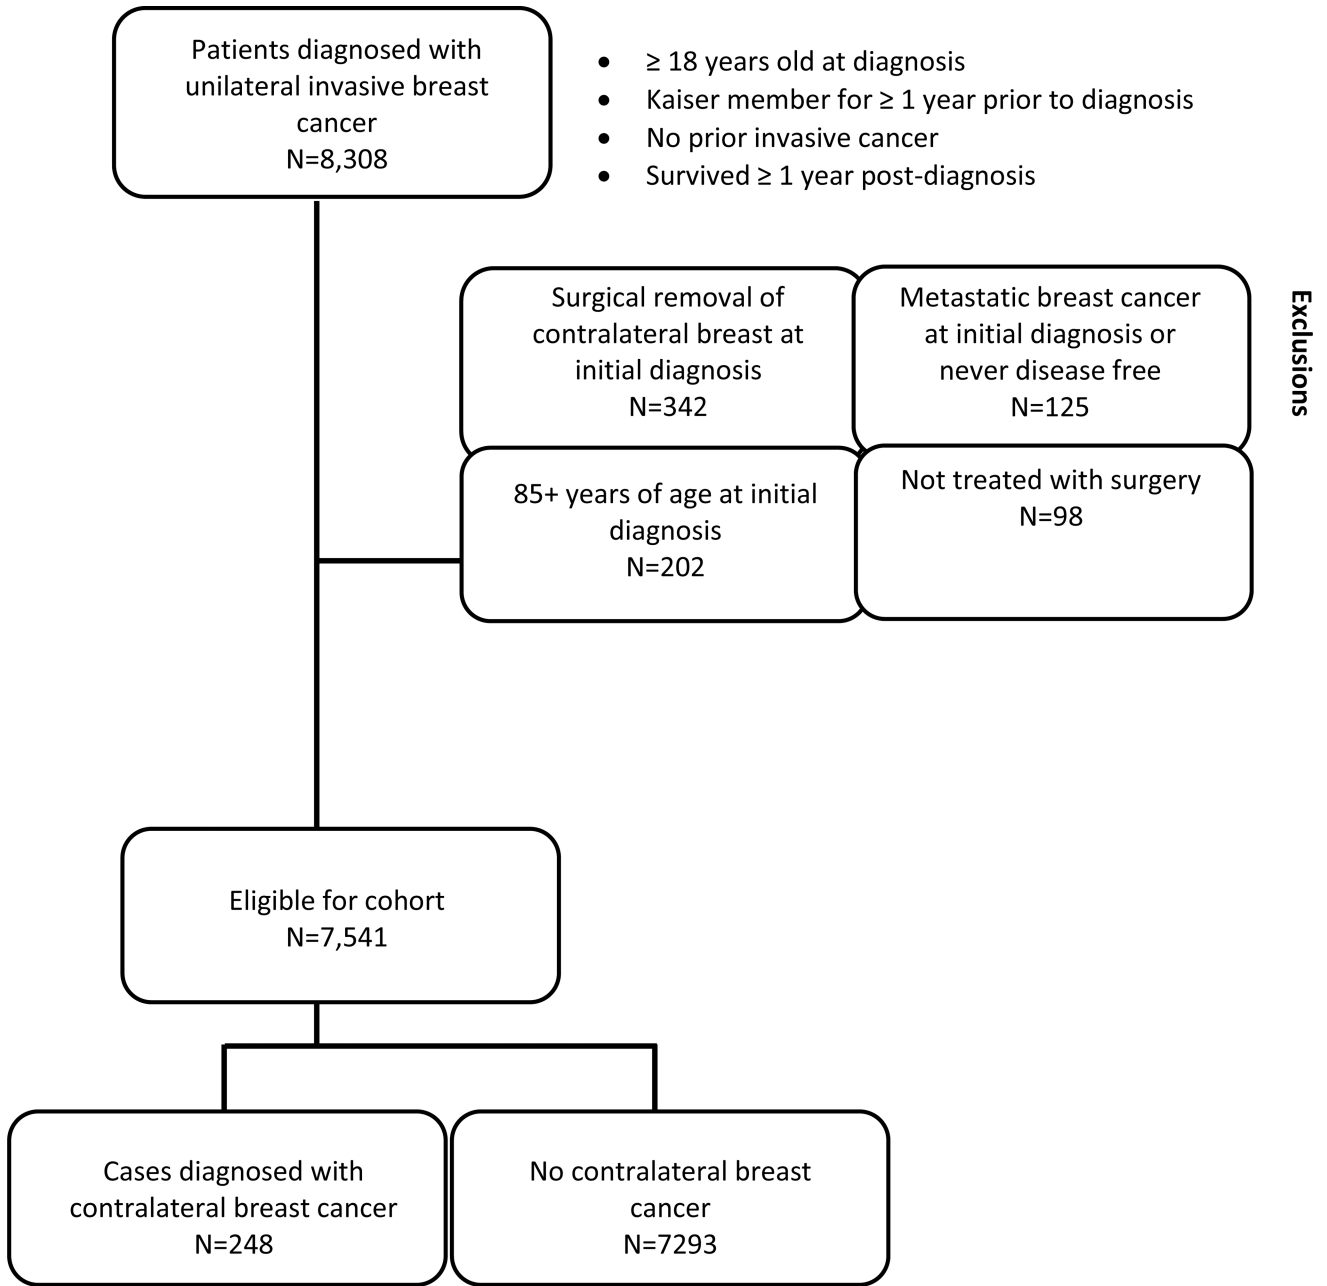 Patients diagnosed with
unilateral invasive breast
cancer
N=8,308
• ≥ 18 years old at diagnosis
• Kaiser member for ≥ 1 year prior to diagnosis
• No prior invasive cancer
• Survived ≥ 1 year post-diagnosis
Surgical removal of
contralateral breast at
initial diagnosis
N=342
Metastatic breast cancer
at initial diagnosis or
never disease free
N=125
Exclusions
85+ years of age at initial
diagnosis
N=202
Not treated with surgery
N=98
Eligible for cohort
N=7,541
Cases diagnosed with
contralateral breast cancer
N=248
No contralateral breast
cancer
N=7293